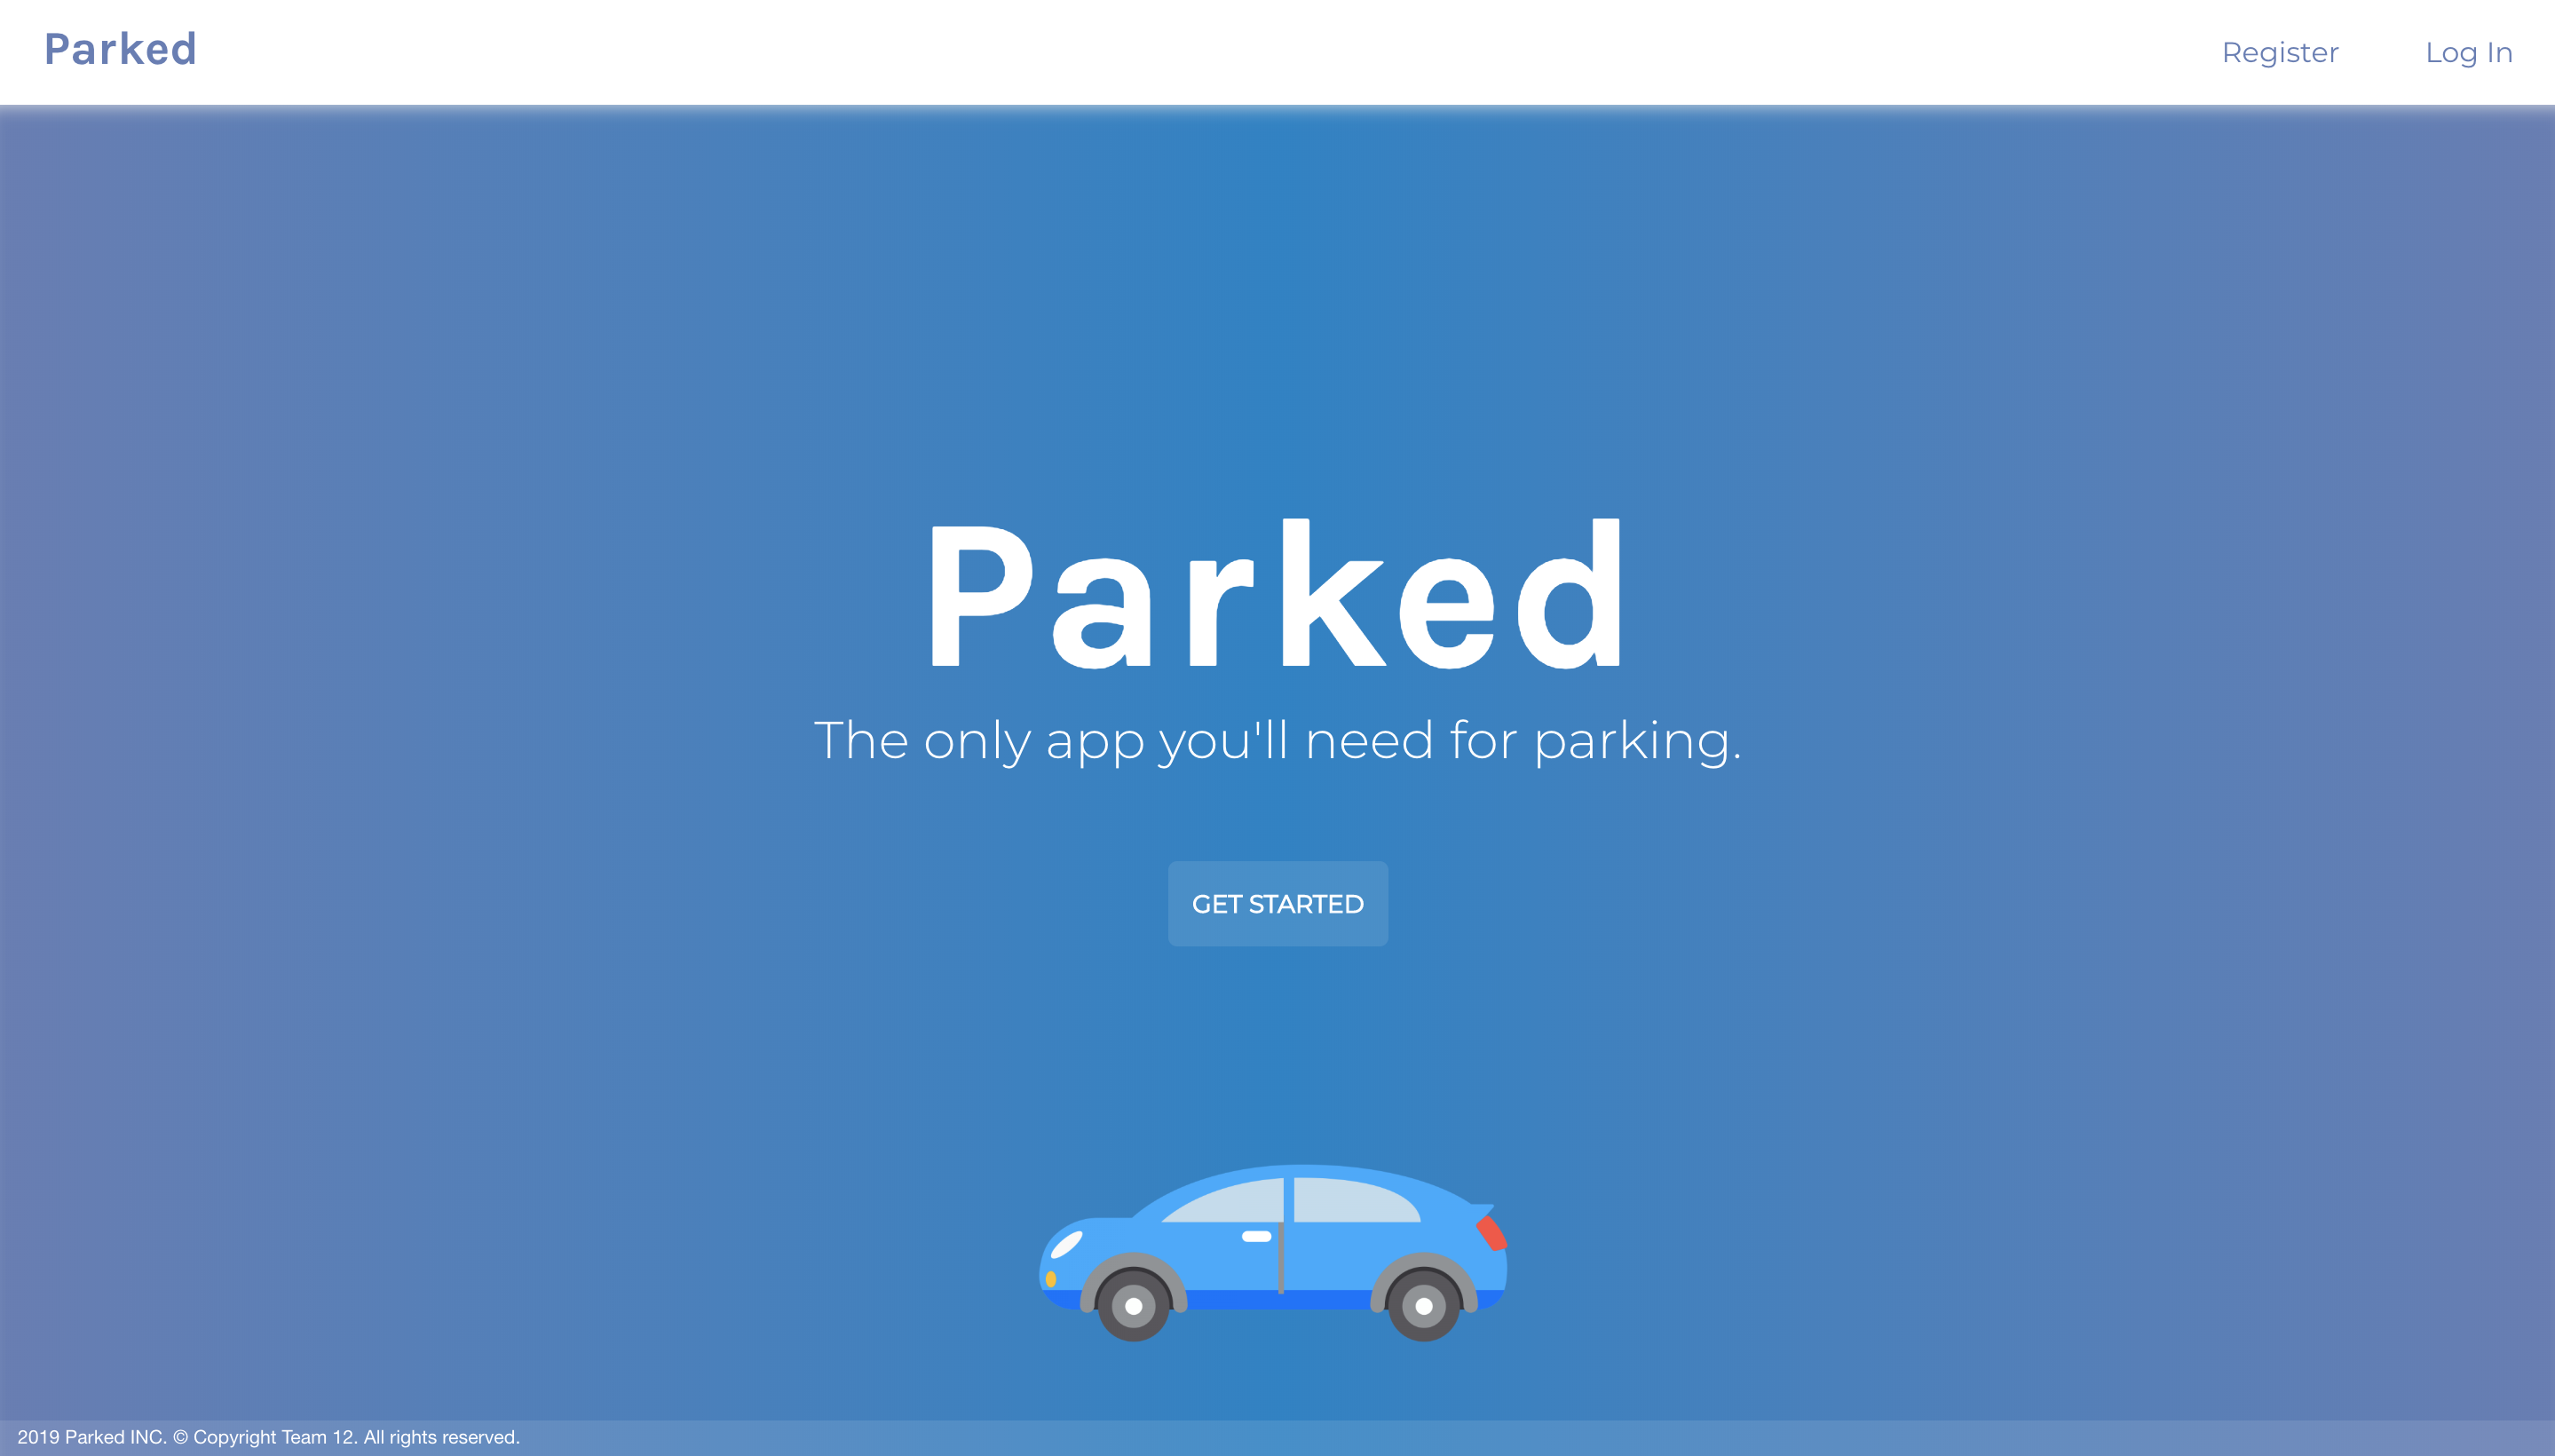 Parked
Register
Log In
Parked
The only app you'll need for parking.
GET STARTED
2019 Parked INC. © Copyright Team 12. All rights reserved.